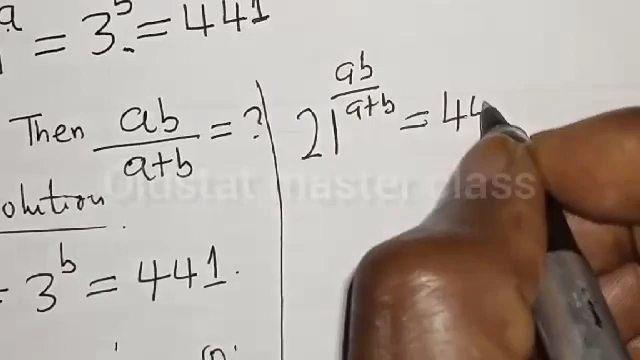 a = 3^b = 441
Then ab/(a+b) = ?
olution
3^b = 441.
21^(ab/(a+b)) = 44
Oldstat master class